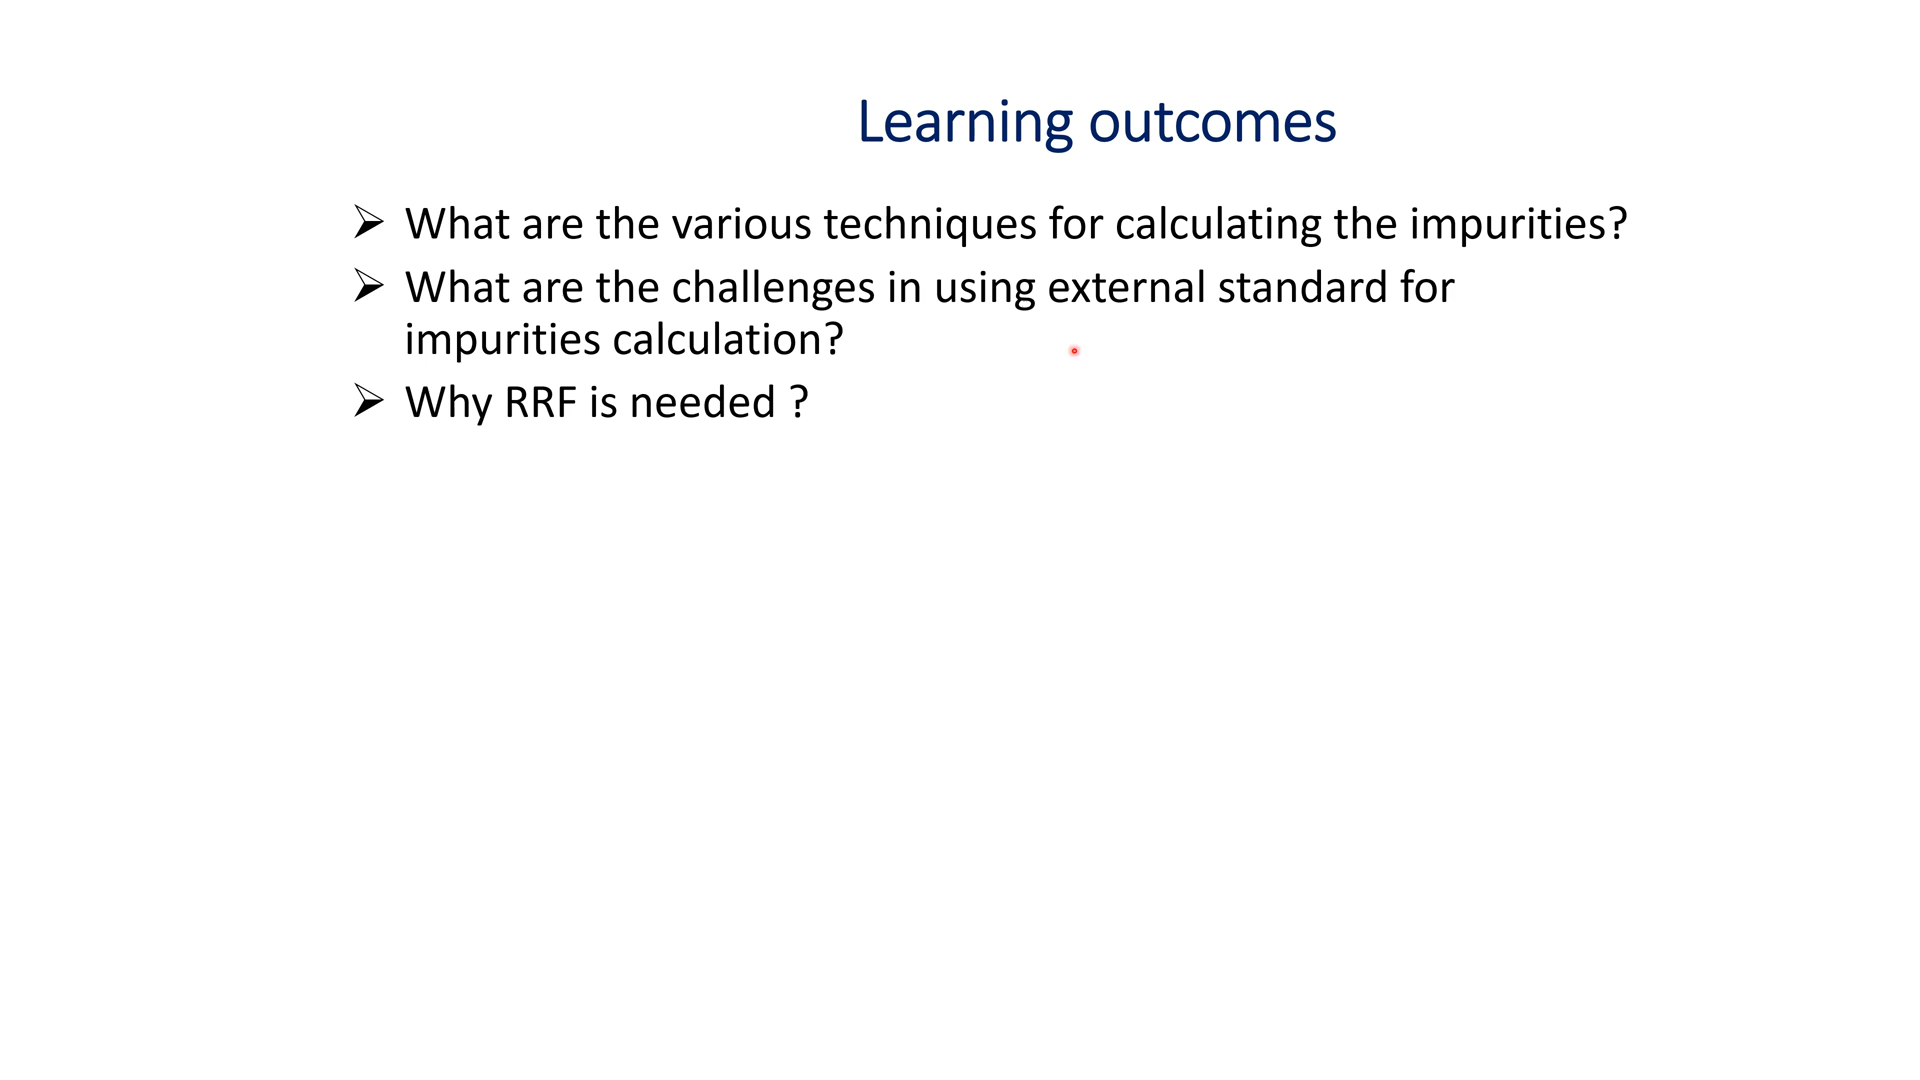 Learning outcomes
➢ What are the various techniques for calculating the impurities?
➢ What are the challenges in using external standard for
impurities calculation?
➢ Why RRF is needed ?